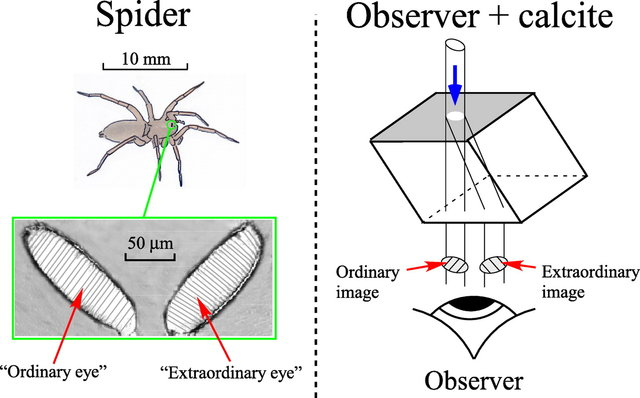 Spider
10 mm
50 μm
“Ordinary eye”
“Extraordinary eye”
Observer + calcite
Ordinary
image
Extraordinary
image
Observer